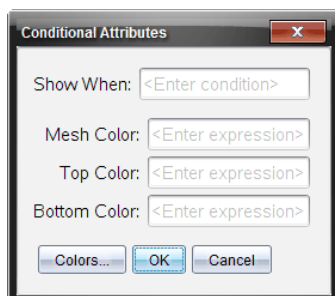 Conditional Attributes
Show When: <Enter condition>
Mesh Color: <Enter expression>
Top Color: <Enter expression>
Bottom Color: <Enter expression>
Colors... OK Cancel